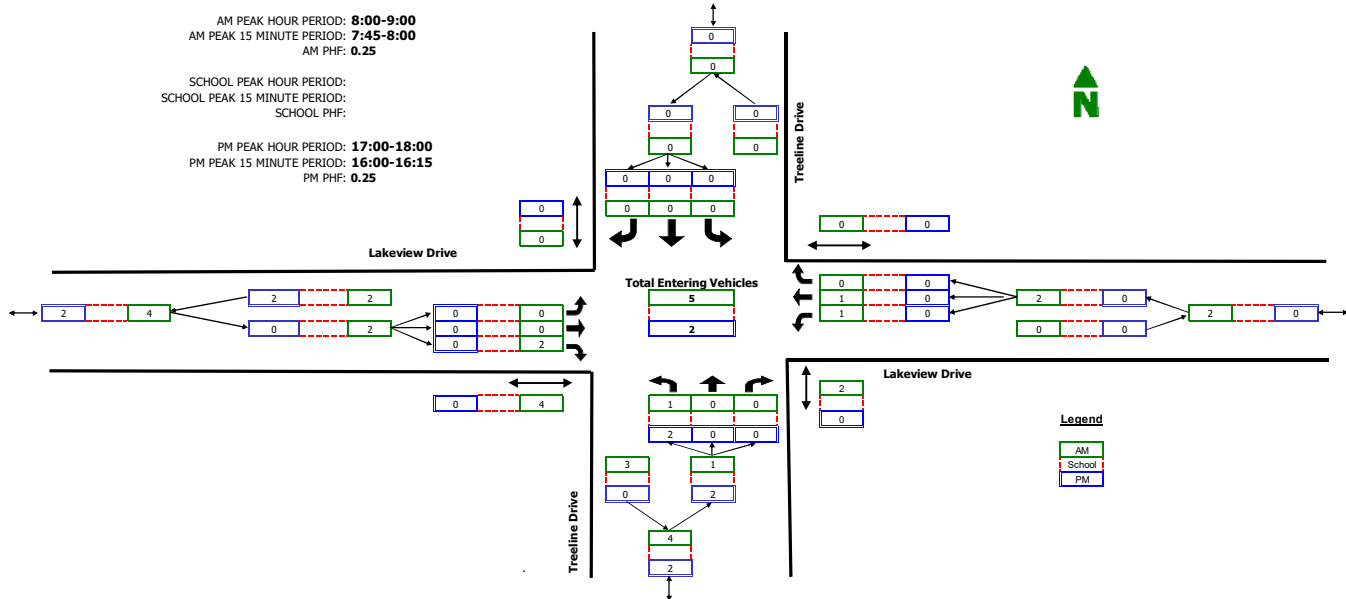 AM PEAK HOUR PERIOD: 8:00-9:00
AM PEAK 15 MINUTE PERIOD: 7:45-8:00
AM PHF: 0.25
SCHOOL PEAK HOUR PERIOD:
SCHOOL PEAK 15 MINUTE PERIOD:
SCHOOL PHF:
PM PEAK HOUR PERIOD: 17:00-18:00
PM PEAK 15 MINUTE PERIOD: 16:00-16:15
PM PHF: 0.25
0
0
0 0
0 0
0 0 0
0 0 0
Treeline Drive
N
0
0
0 0
Lakeview Drive
Total Entering Vehicles
5
2
2 4
2 2
0 2
0 0
0 0
0 2
0 0
1 0
1 0
2 0
0 0
2 0
Lakeview Drive
0 4
2
0
1 0 0
2 0 0
3 1
0 2
4
2
Treeline Drive
.
Legend
AM
School
PM